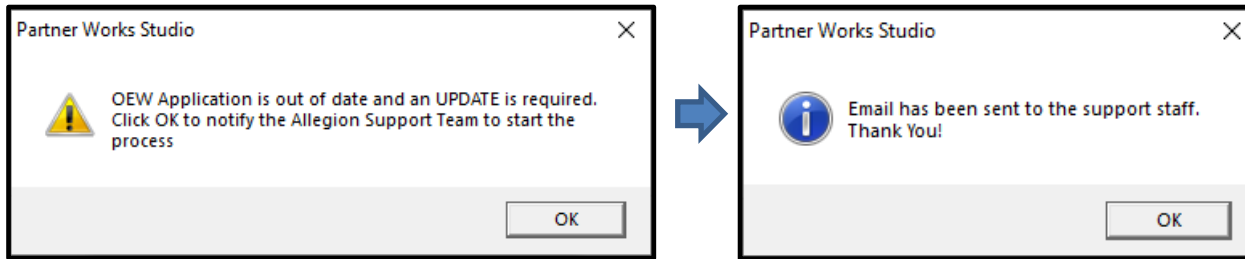 Partner Works Studio
OEW Application is out of date and an UPDATE is required.
Click OK to notify the Allegion Support Team to start the
process
OK
Partner Works Studio
Email has been sent to the support staff.
Thank You!
OK